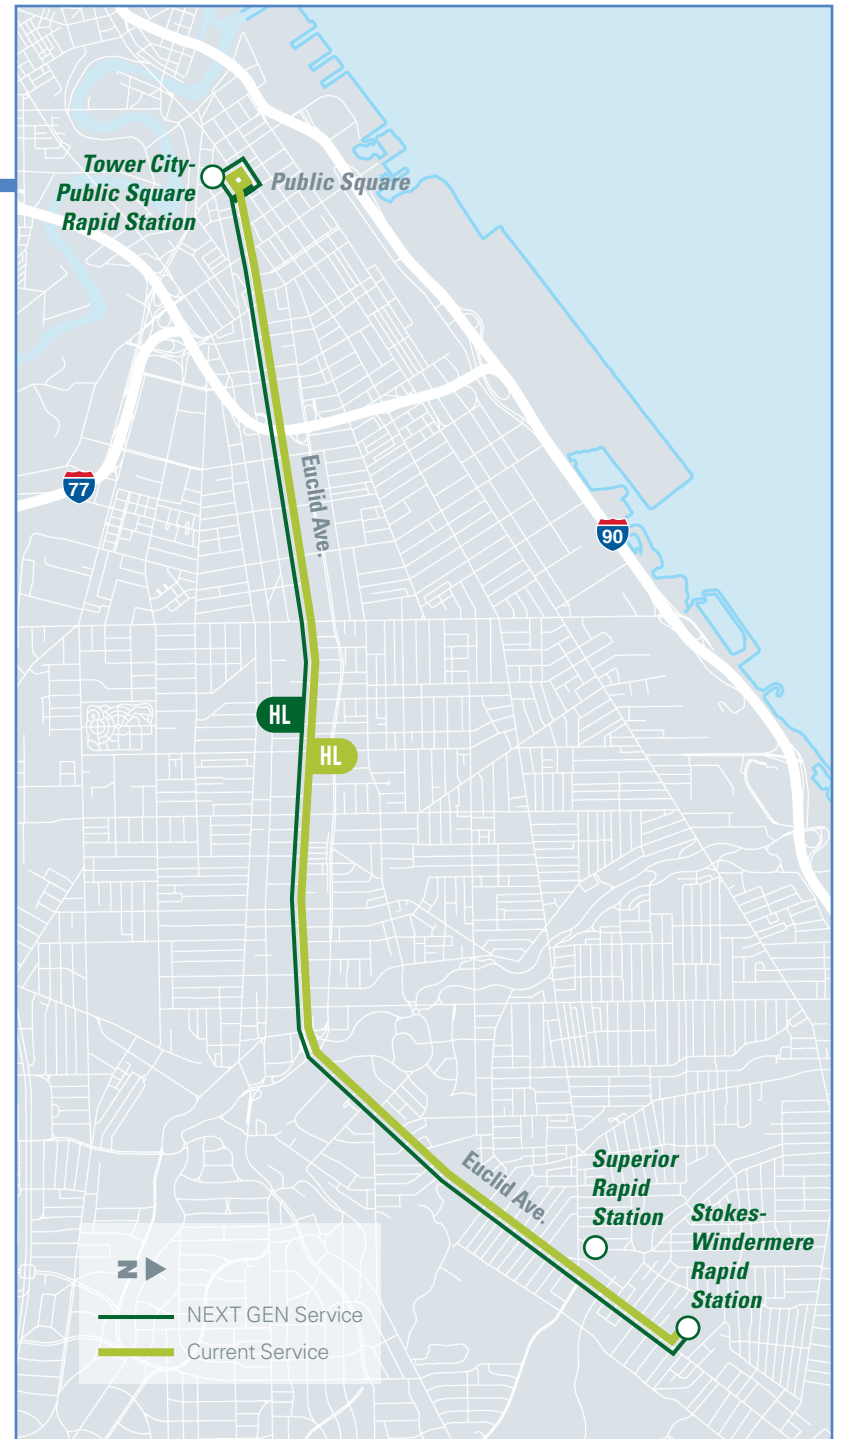 Tower City-
Public Square
Rapid Station
Public Square
Euclid Ave.
77
90
HL
HL
Euclid Ave.
Superior
Rapid
Station
Stokes-
Windermere
Rapid
Station
N
NEXT GEN Service
Current Service